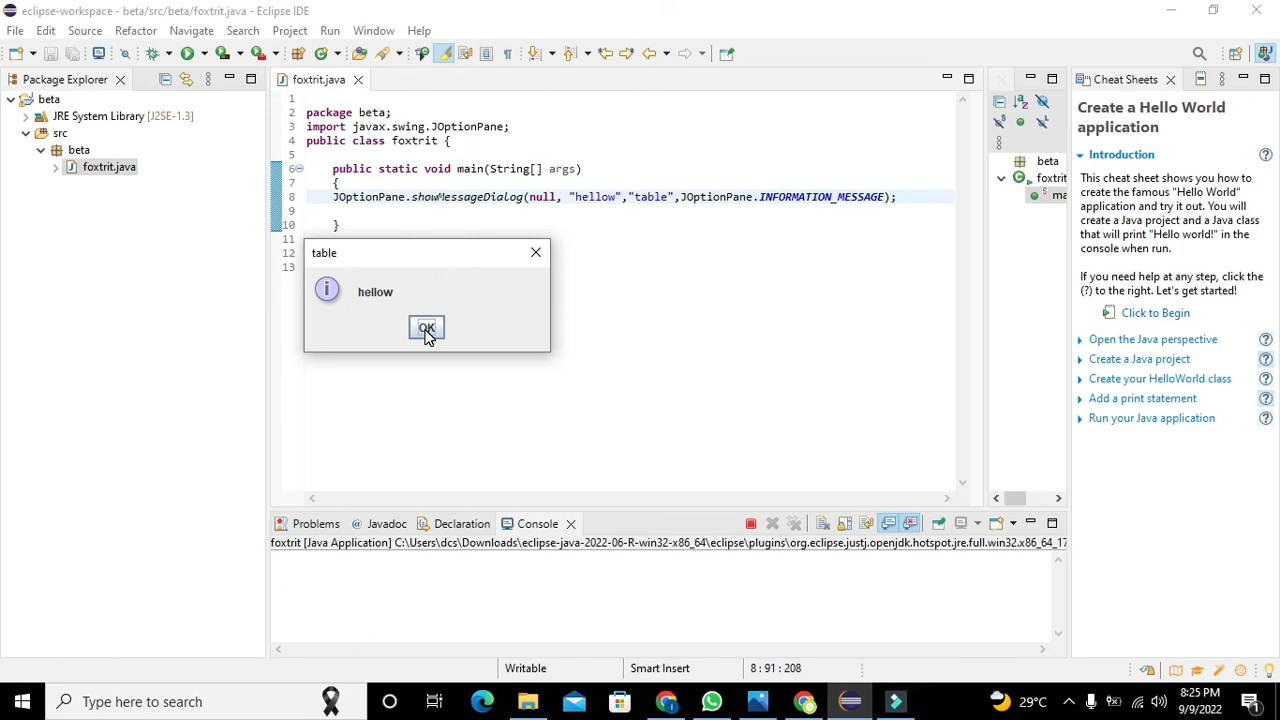 eclipse-workspace - beta/src/beta/foxtrit.java - Eclipse IDE
File Edit Source Refactor Navigate Search Project Run Window Help
Package Explorer
beta
JRE System Library [J2SE-1.3]
src
beta
foxtrit.java
foxtrit.java
1
2 package beta;
3 import javax.swing.JOptionPane;
4 public class foxtrit {
5
6 public static void main(String[] args)
7 {
8 JOptionPane.showMessageDialog(null, "hellow","table",JOptionPane.INFORMATION_MESSAGE);
9
10 }
11
12
13
table
hellow
OK
beta
foxtrit
ma
Cheat Sheets
Create a Hello World
application
Introduction
This cheat sheet shows you how to
create the famous "Hello World"
application and try it out. You will
create a Java project and a Java class
that will print "Hello world!" in the
console when run.
If you need help at any step, click the
(?) to the right. Let's get started!
Click to Begin
Open the Java perspective
Create a Java project
Create your HelloWorld class
Add a print statement
Run your Java application
Problems Javadoc Declaration Console
foxtrit [Java Application] C:\Users\dcs\Downloads\eclipse-java-2022-06-R-win32-x86_64\eclipse\plugins\org.eclipse.justj.openjdk.hotspot.jre.full.win32.x86_64_17
Writable Smart Insert 8 : 91 : 208
Type here to search
29°C
8:25 PM
9/9/2022
1